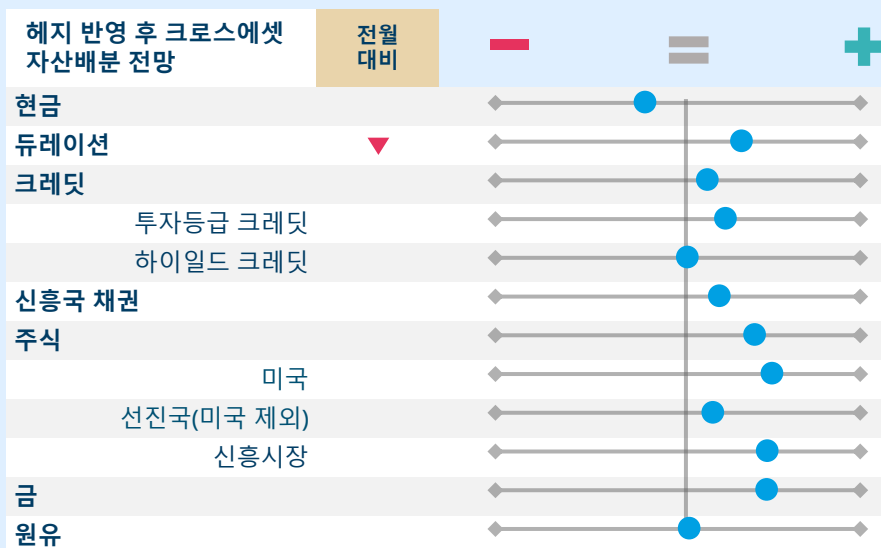 헤지 반영 후 크로스에셋
자산배분 전망
전월
대비
현금
듀레이션
크레딧
투자등급 크레딧
하이일드 크레딧
신흥국 채권
주식
미국
선진국(미국 제외)
신흥시장
금
원유